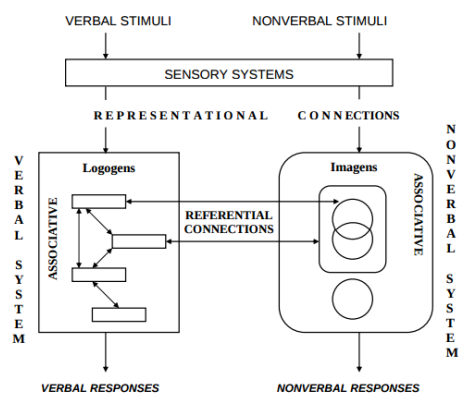 VERBAL STIMULI
NONVERBAL STIMULI
SENSORY SYSTEMS
REPRESENTATIONAL CONNECTIONS
VERBAL SYSTEM
Logogens
ASSOCIATIVE
REFERENTIAL
CONNECTIONS
Imagens
ASSOCIATIVE
NONVERBAL SYSTEM
VERBAL RESPONSES
NONVERBAL RESPONSES